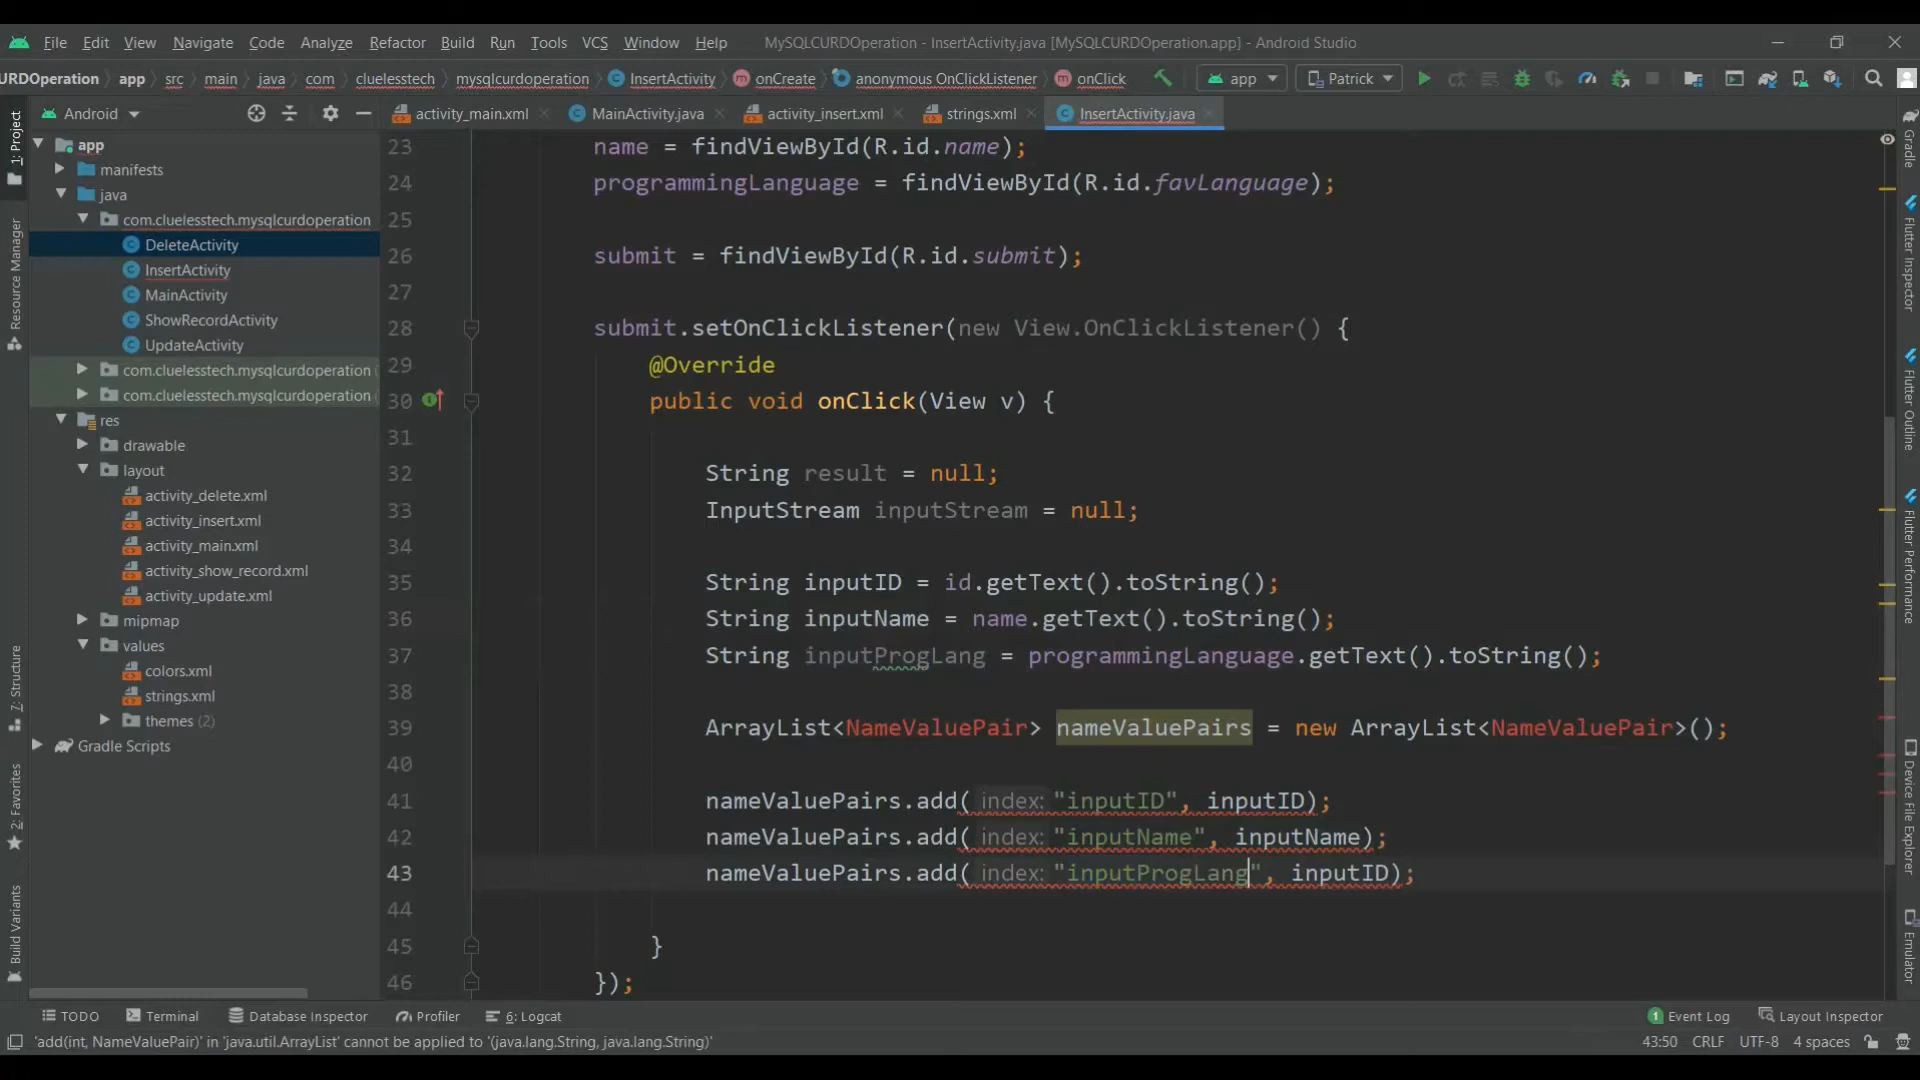 File Edit View Navigate Code Analyze Refactor Build Run Tools VCS Window Help MySQLCURDOperation - InsertActivity.java [MySQLCURDOperation.app] - Android Studio
URDOperation app src main java com cluelesstech mysqlcurdoperation InsertActivity onCreate anonymous OnClickListener onClick app Patrick
Android activity_main.xml MainActivity.java activity_insert.xml strings.xml InsertActivity.java
1: Project
Resource Manager
7: Structure
2: Favorites
Build Variants
app
manifests
java
com.cluelesstech.mysqlcurdoperation
DeleteActivity
InsertActivity
MainActivity
ShowRecordActivity
UpdateActivity
com.cluelesstech.mysqlcurdoperation
com.cluelesstech.mysqlcurdoperation
res
drawable
layout
activity_delete.xml
activity_insert.xml
activity_main.xml
activity_show_record.xml
activity_update.xml
mipmap
values
colors.xml
strings.xml
themes (2)
Gradle Scripts
23 name = findViewById(R.id.name);
24 programmingLanguage = findViewById(R.id.favLanguage);
25
26 submit = findViewById(R.id.submit);
27
28 submit.setOnClickListener(new View.OnClickListener() {
29 @Override
30 public void onClick(View v) {
31
32 String result = null;
33 InputStream inputStream = null;
34
35 String inputID = id.getText().toString();
36 String inputName = name.getText().toString();
37 String inputProgLang = programmingLanguage.getText().toString();
38
39 ArrayList<NameValuePair> nameValuePairs = new ArrayList<NameValuePair>();
40
41 nameValuePairs.add( index: "inputID", inputID);
42 nameValuePairs.add( index: "inputName", inputName);
43 nameValuePairs.add( index: "inputProgLang", inputID);
44
45 }
46 });
Gradle
Flutter Inspector
Flutter Outline
Flutter Performance
Device File Explorer
Emulator
TODO Terminal Database Inspector Profiler 6: Logcat 1 Event Log Layout Inspector
'add(int, NameValuePair)' in 'java.util.ArrayList' cannot be applied to '(java.lang.String, java.lang.String)' 43:50 CRLF UTF-8 4 spaces